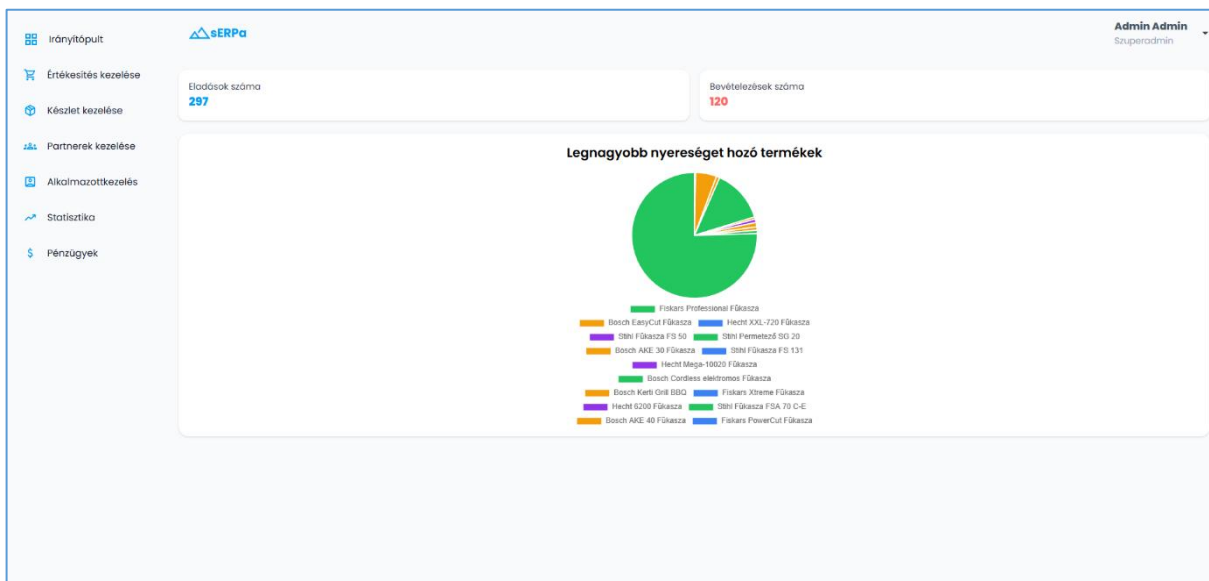 Irányítópult
Értékesítés kezelése
Készlet kezelése
Partnerek kezelése
Alkalmazottkezelés
Statisztika
Pénzügyek
sERPa
Admin Admin
Szuperadmin
Eladások száma
297
Bevételezések száma
120
Legnagyobb nyereséget hozó termékek
Fiskars Professional Fűkasza
Bosch EasyCut Fűkasza Hecht XXL-720 Fűkasza
Stihl Fűkasza FS 50 Stihl Permetező SG 20
Bosch AKE 30 Fűkasza Stihl Fűkasza FS 131
Hecht Mega-10020 Fűkasza
Bosch Cordless elektromos Fűkasza
Bosch Kerti Grill BBQ Fiskars Xtreme Fűkasza
Hecht 6200 Fűkasza Stihl Fűkasza FSA 70 C-E
Bosch AKE 40 Fűkasza Fiskars PowerCut Fűkasza